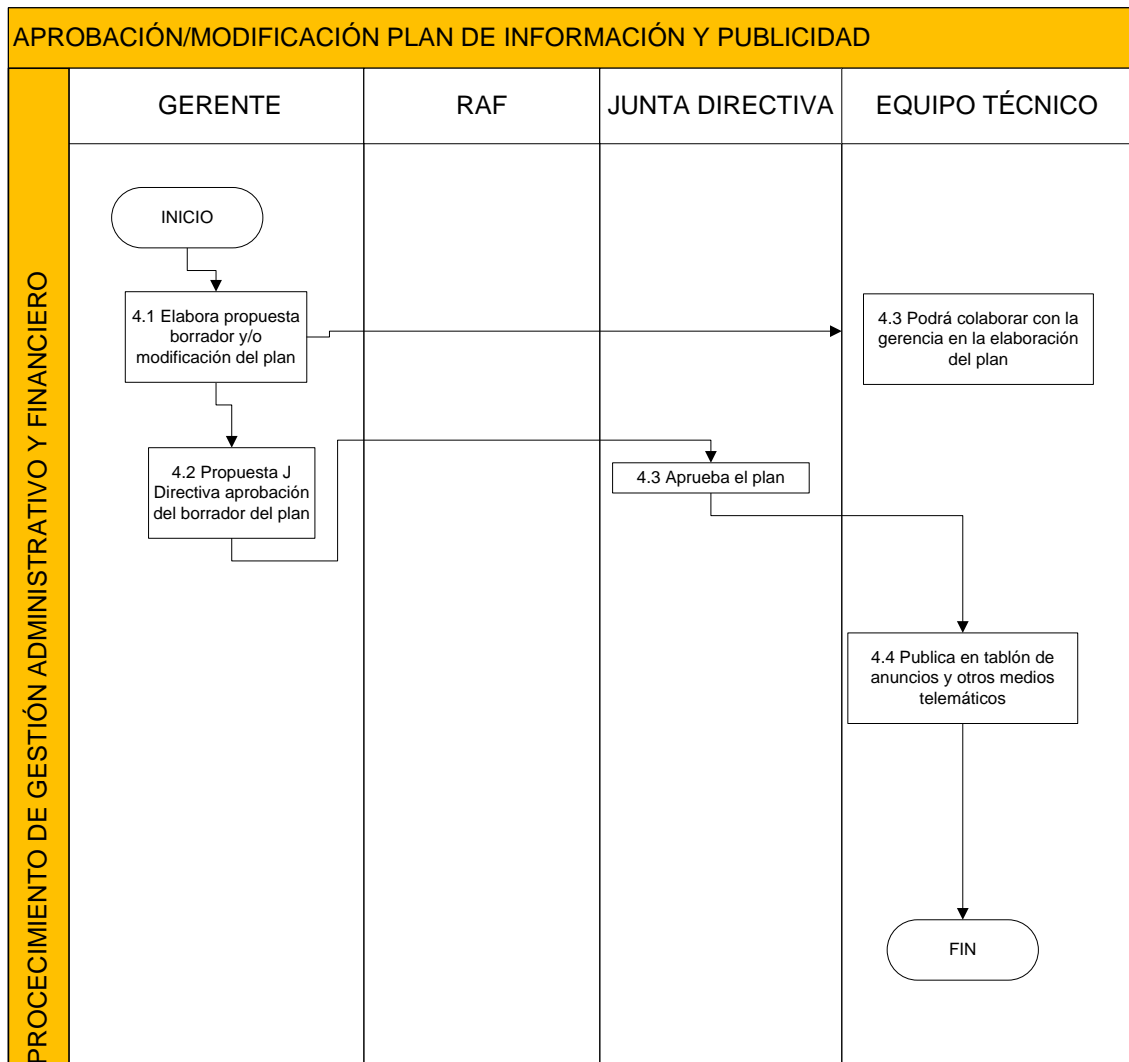 APROBACIÓN/MODIFICACIÓN PLAN DE INFORMACIÓN Y PUBLICIDAD
PROCECIMIENTO DE GESTIÓN ADMINISTRATIVO Y FINANCIERO
GERENTE
RAF
JUNTA DIRECTIVA
EQUIPO TÉCNICO
INICIO
4.1 Elabora propuesta
borrador y/o
modificación del plan
4.3 Podrá colaborar con la
gerencia en la elaboración
del plan
4.2 Propuesta J
Directiva aprobación
del borrador del plan
4.3 Aprueba el plan
4.4 Publica en tablón de
anuncios y otros medios
telemáticos
FIN